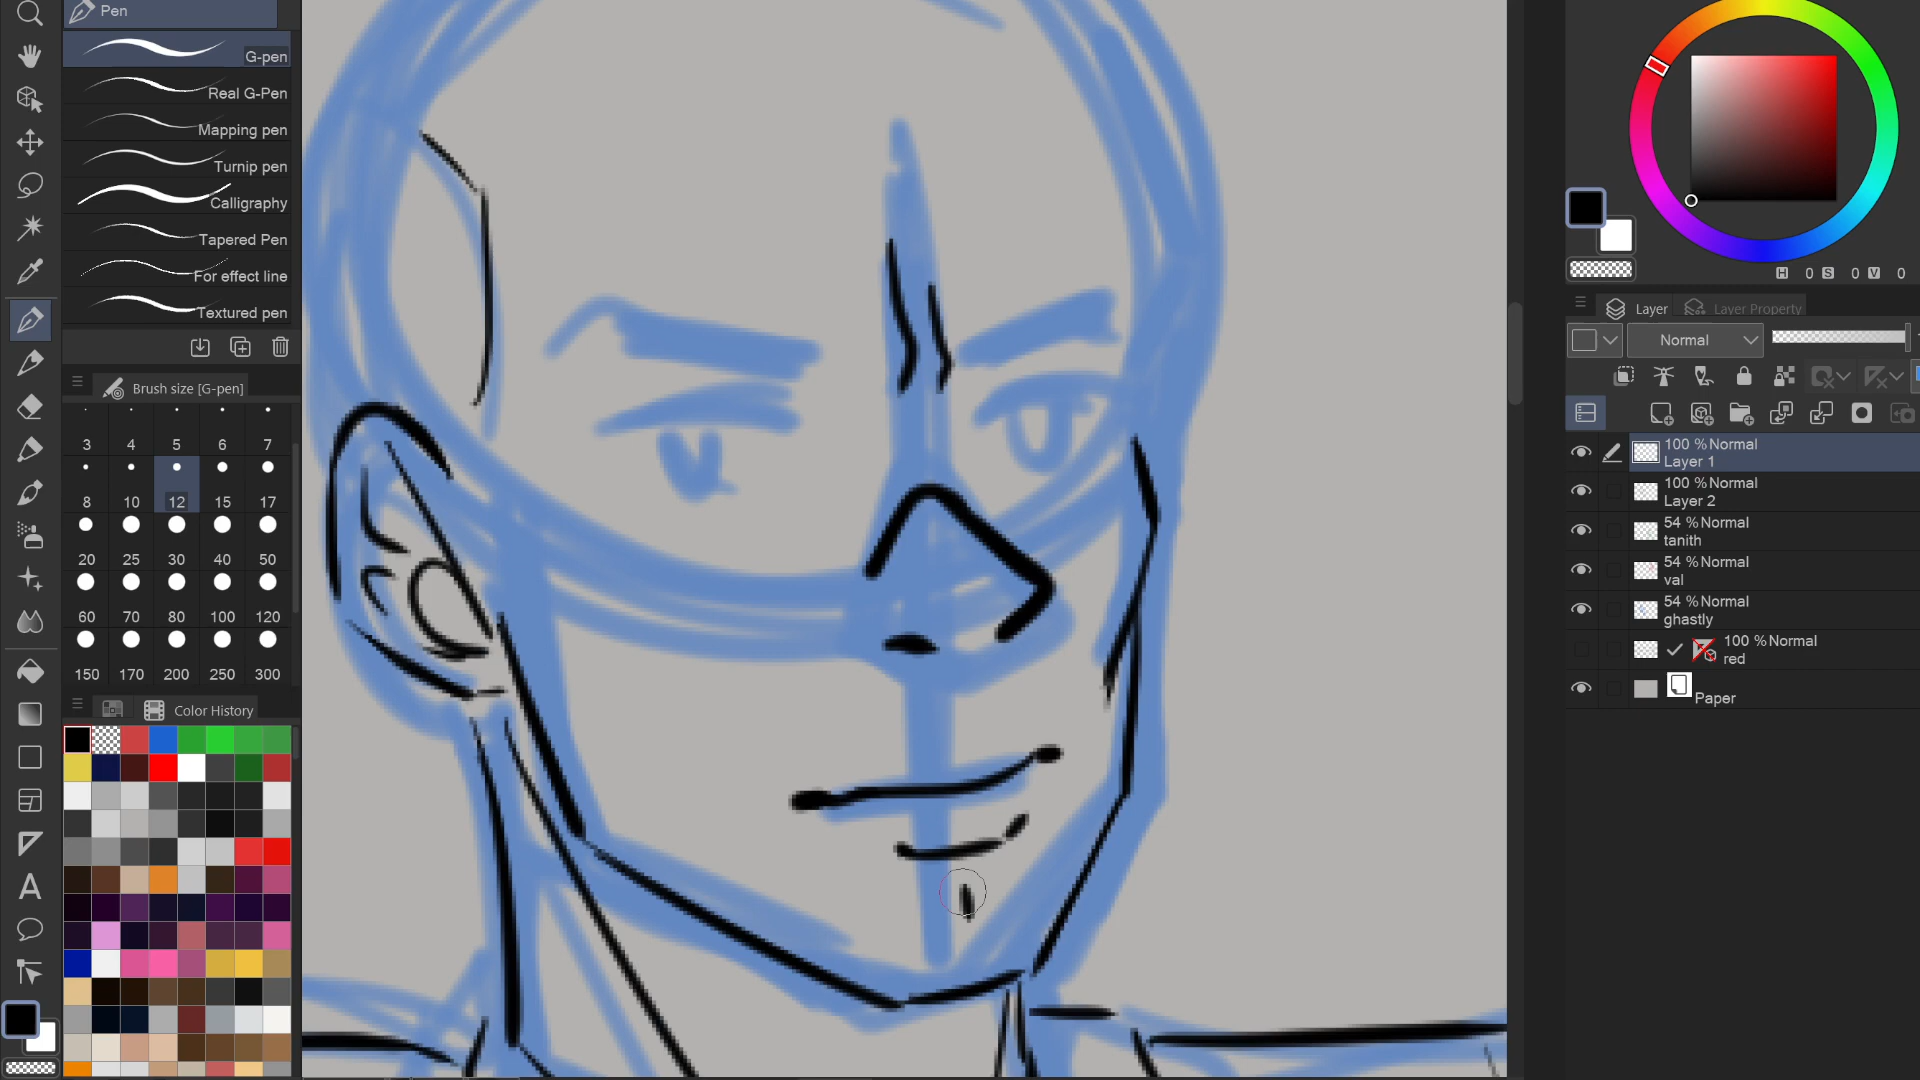 Pen
G-pen
Real G-Pen
Mapping pen
Turnip pen
Calligraphy
Tapered Pen
For effect line
Textured pen
Brush size [G-pen]
3 4 5 6 7
8 10 12 15 17
20 25 30 40 50
60 70 80 100 120
150 170 200 250 300
Color History
H 0 S 0 V 0
Layer Layer Property
Normal
100 % Normal
Layer 1
100 % Normal
Layer 2
54 % Normal
tanith
54 % Normal
val
54 % Normal
ghastly
100 % Normal
red
Paper